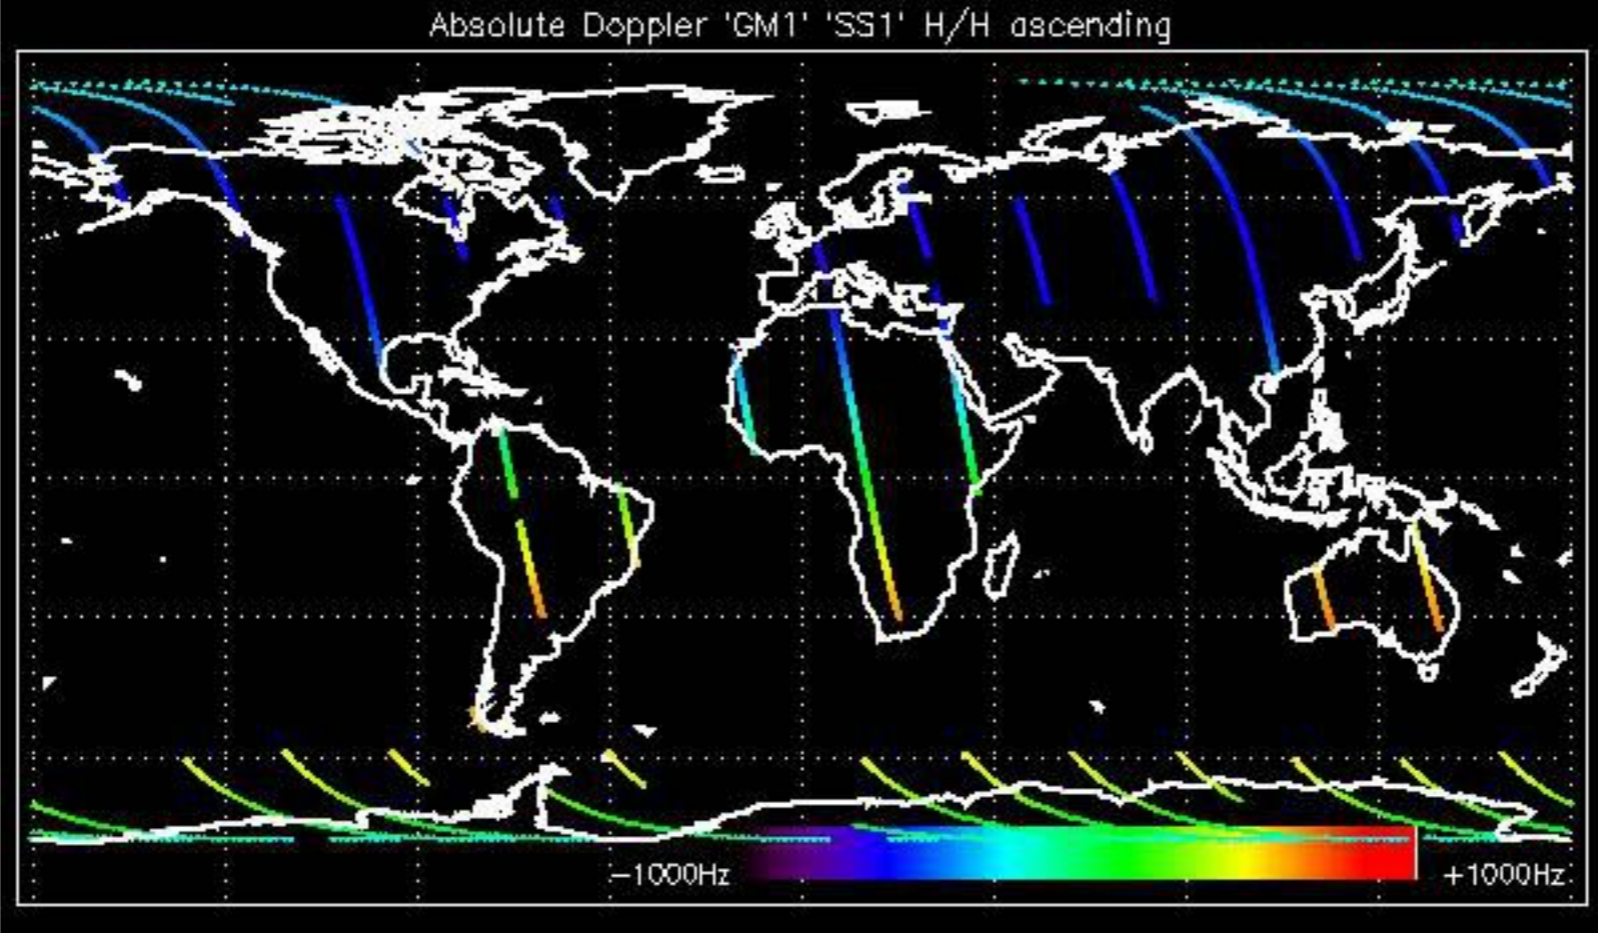 Absolute Doppler 'GM1' 'SS1' H/H ascending
−1000Hz +1000Hz